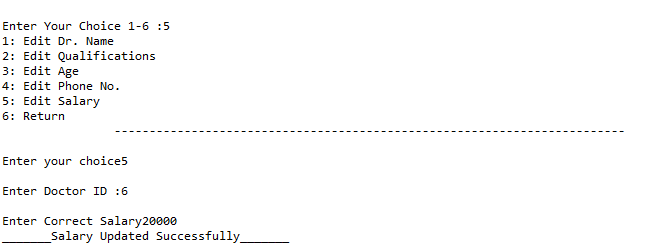 Enter Your Choice 1-6 :5
1: Edit Dr. Name
2: Edit Qualifications
3: Edit Age
4: Edit Phone No.
5: Edit Salary
6: Return
-------------------------------------------------------------------------
Enter your choice5
Enter Doctor ID :6
Enter Correct Salary20000
_______Salary Updated Successfully_______